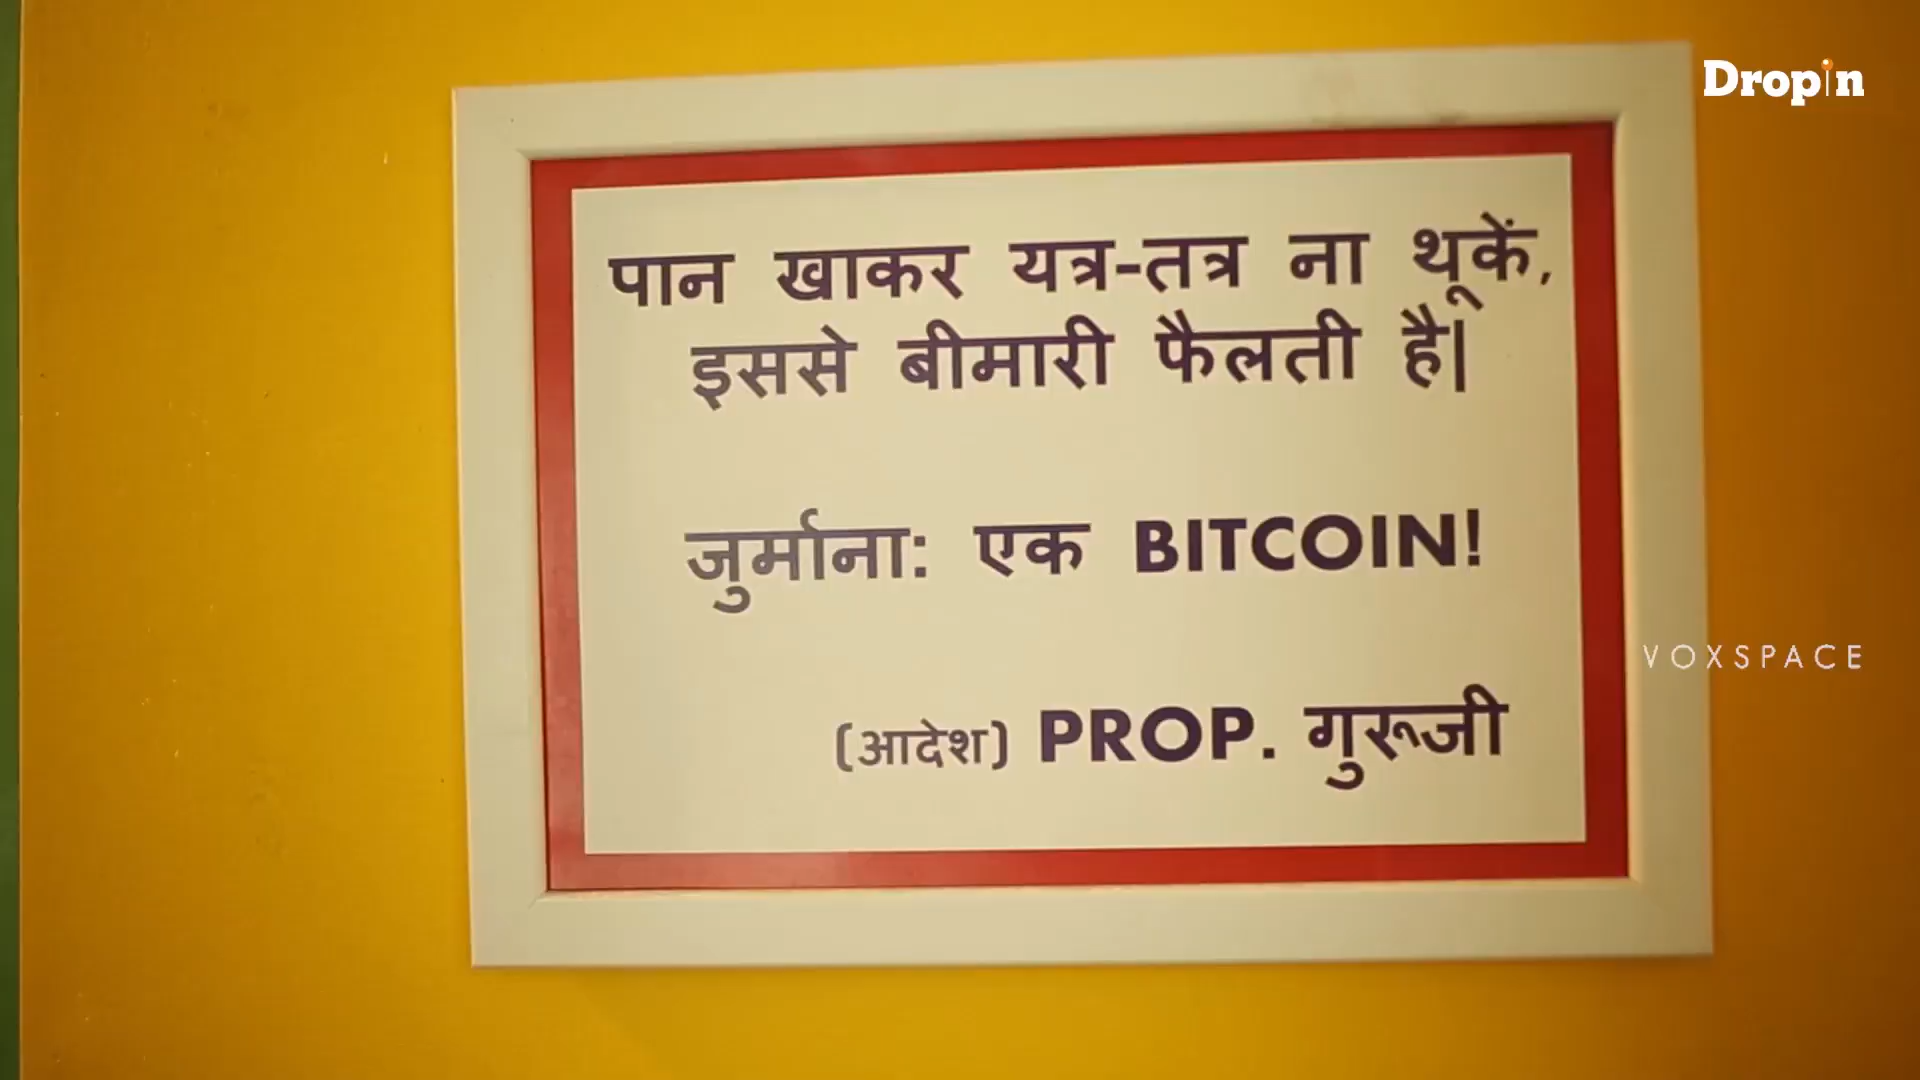 Dropin
पान खाकर यत्र-तत्र ना थूकें,
इससे बीमारी फैलती है|
जुर्माना: एक BITCOIN!
VOXSPACE
(आदेश) PROP. गुरूजी